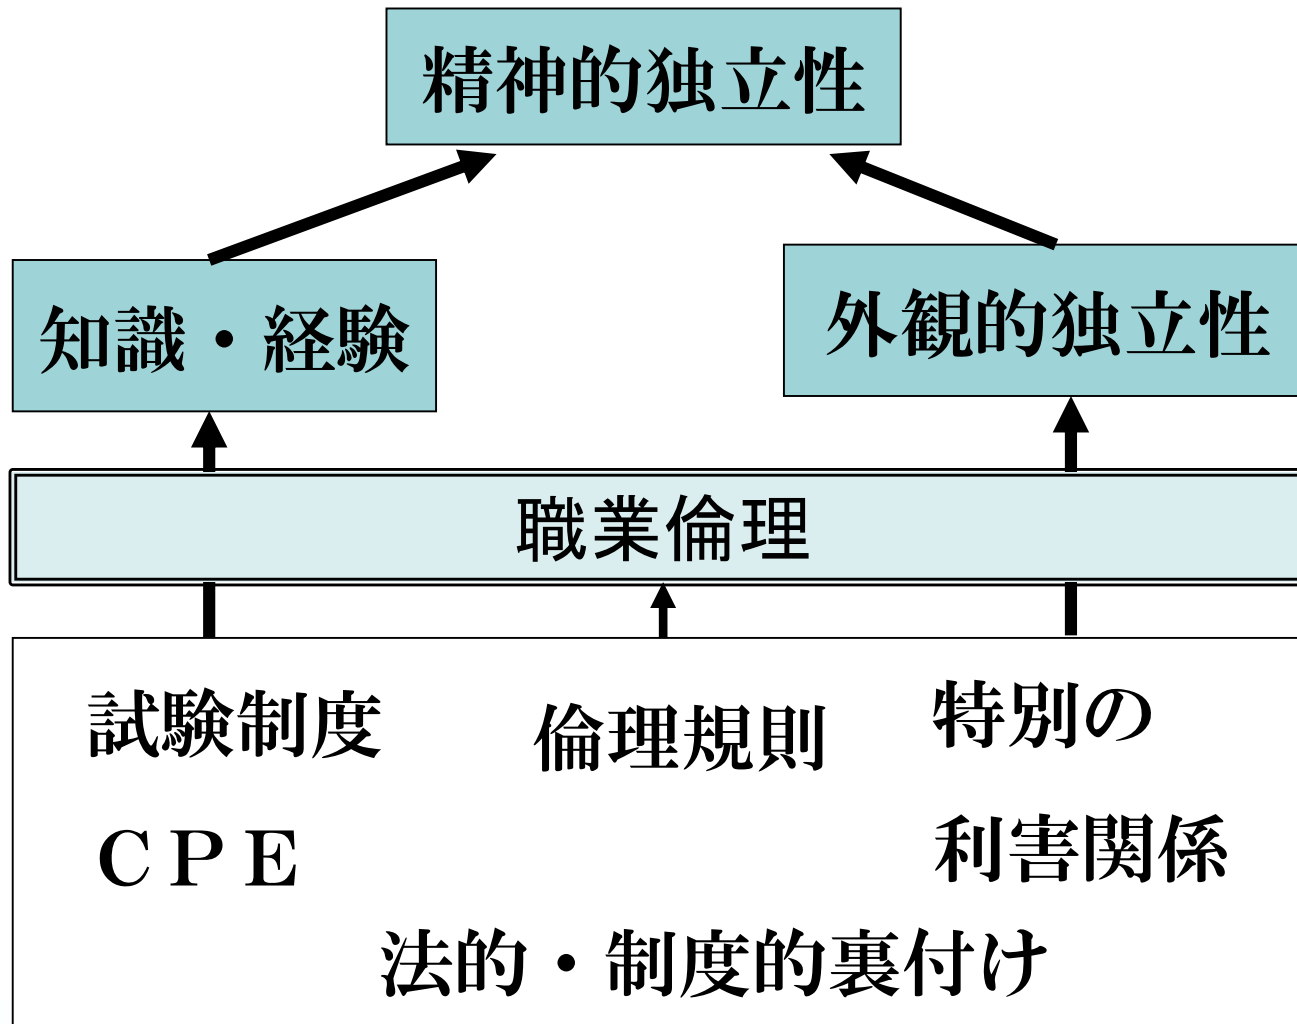 精神的独立性
知識・経験
外観的独立性
職業倫理
試験制度
倫理規則
特別の
ＣＰＥ
利害関係
法的・制度的裏付け